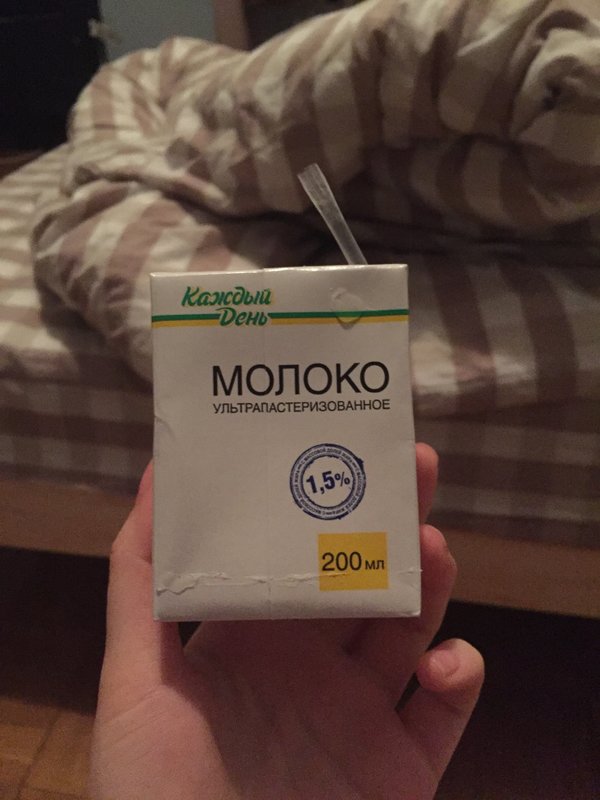 Каждый
День
МОЛОКО
УЛЬТРАПАСТЕРИЗОВАННОЕ
1,5%
200 мл